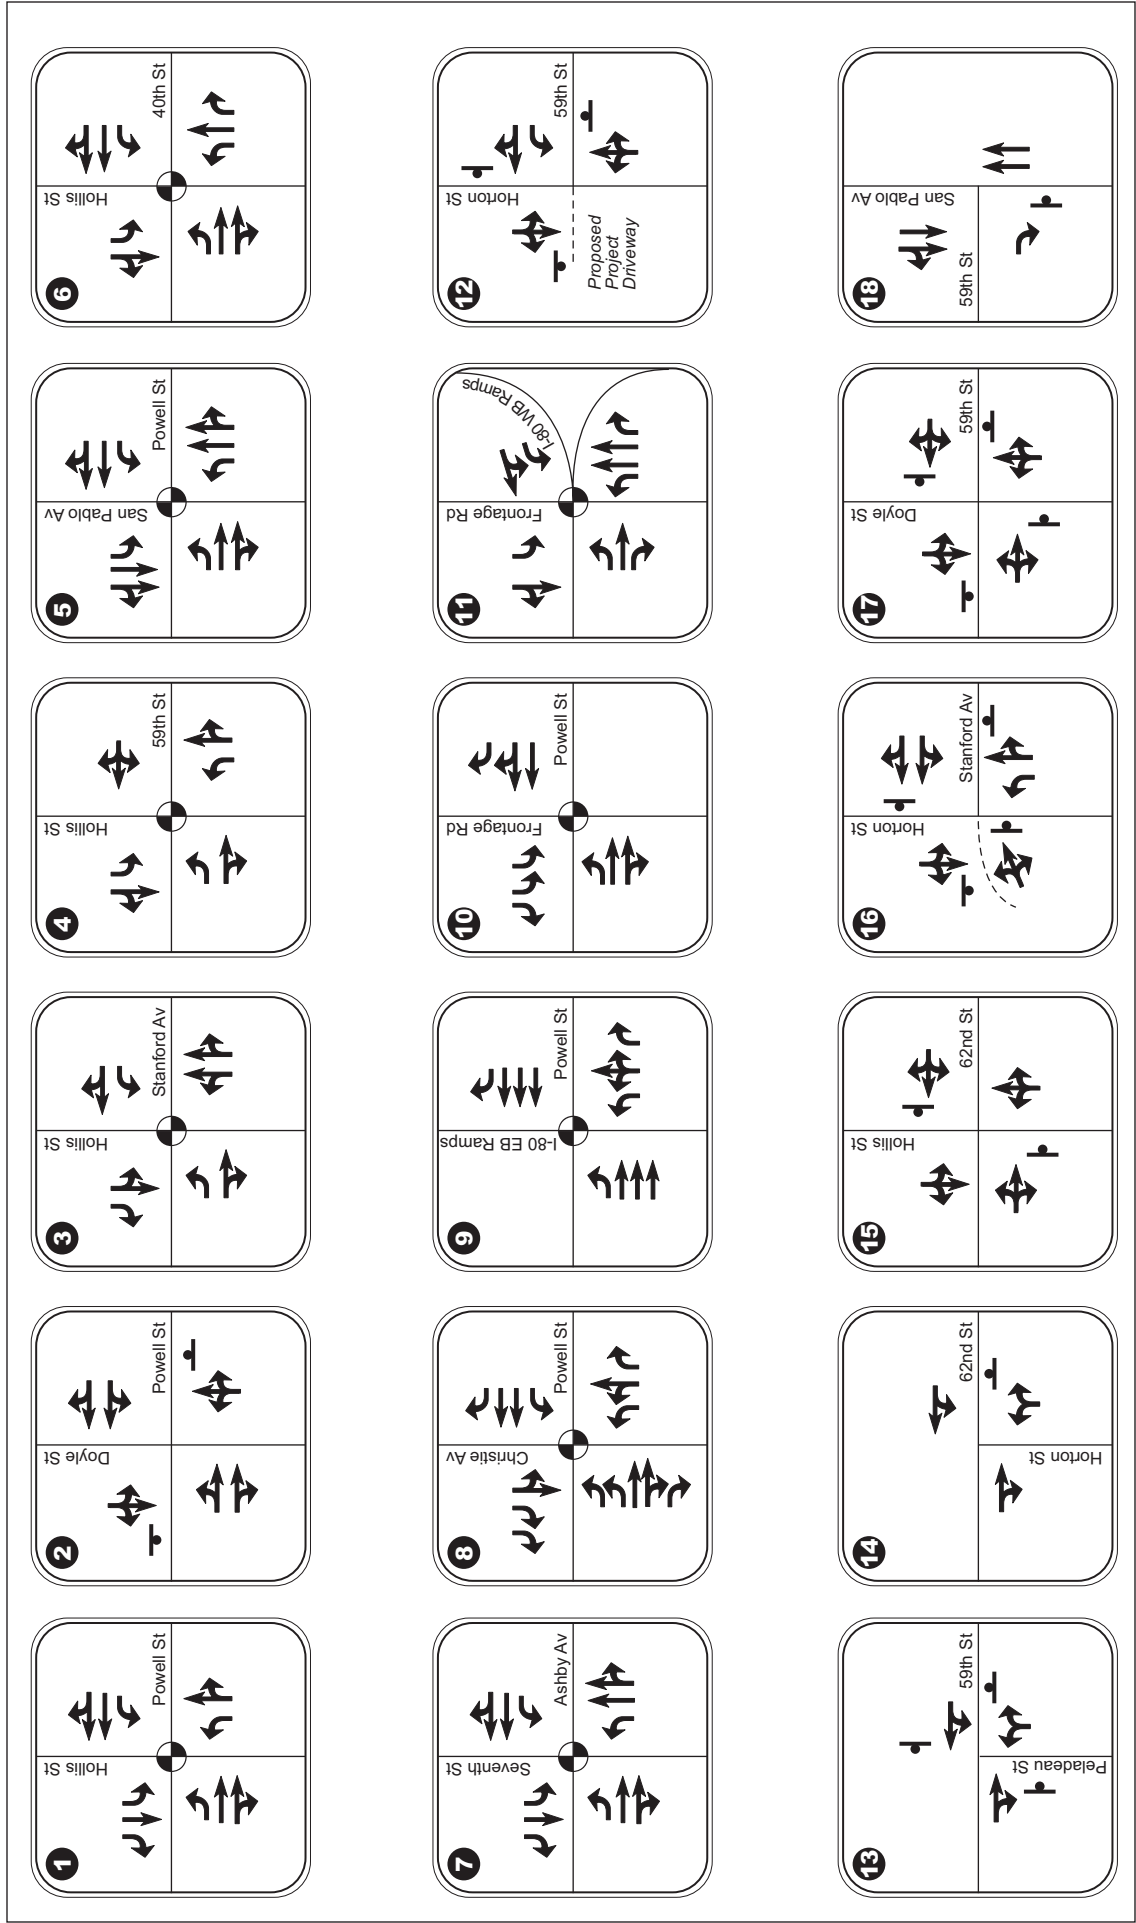 1
Hollis St
Powell St
2
Doyle St
Powell St
3
Hollis St
Stanford Av
4
Hollis St
59th St
5
San Pablo Av
Powell St
6
Hollis St
40th St
7
Seventh St
Ashby Av
8
Christie Av
Powell St
9
I-80 EB Ramps
Powell St
10
Frontage Rd
Powell St
11
Frontage Rd
I-80 WB Ramps
12
Horton St
59th St
Proposed
Project
Driveway
13
59th St
Peladeau St
14
62nd St
Horton St
15
Hollis St
62nd St
16
Horton St
Stanford Av
17
Doyle St
59th St
18
San Pablo Av
59th St